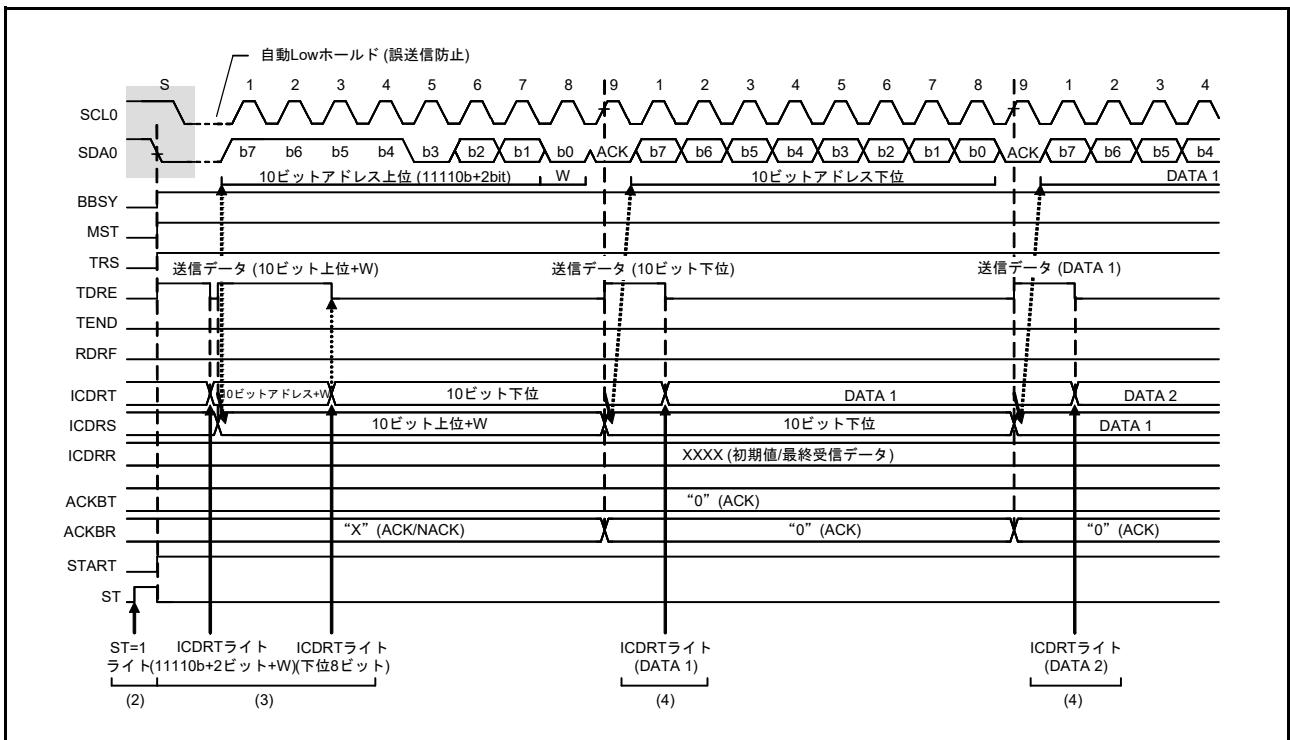 自動Lowホールド (誤送信防止)
S 1 2 3 4 5 6 7 8 9 1 2 3 4 5 6 7 8 9 1 2 3 4
SCL0
SDA0 b7 b6 b5 b4 b3 b2 b1 b0 ACK b7 b6 b5 b4 b3 b2 b1 b0 ACK b7 b6 b5 b4
10ビットアドレス上位 (11110b+2bit) W 10ビットアドレス下位 DATA 1
BBSY
MST
TRS
送信データ (10ビット上位+W) 送信データ (10ビット下位) 送信データ (DATA 1)
TDRE
TEND
RDRF
ICDRT 10ビットアドレス+W 10ビット下位 DATA 1 DATA 2
ICDRS 10ビット上位+W 10ビット下位 DATA 1
ICDRR XXXX (初期値/最終受信データ)
ACKBT “0” (ACK)
ACKBR “X” (ACK/NACK) “0” (ACK) “0” (ACK)
START
ST
ST=1 ICDRTライト ICDRTライト ICDRTライト ICDRTライト
ライト (11110b+2ビット+W) (下位8ビット) (DATA 1) (DATA 2)
(2) (3) (4) (4)